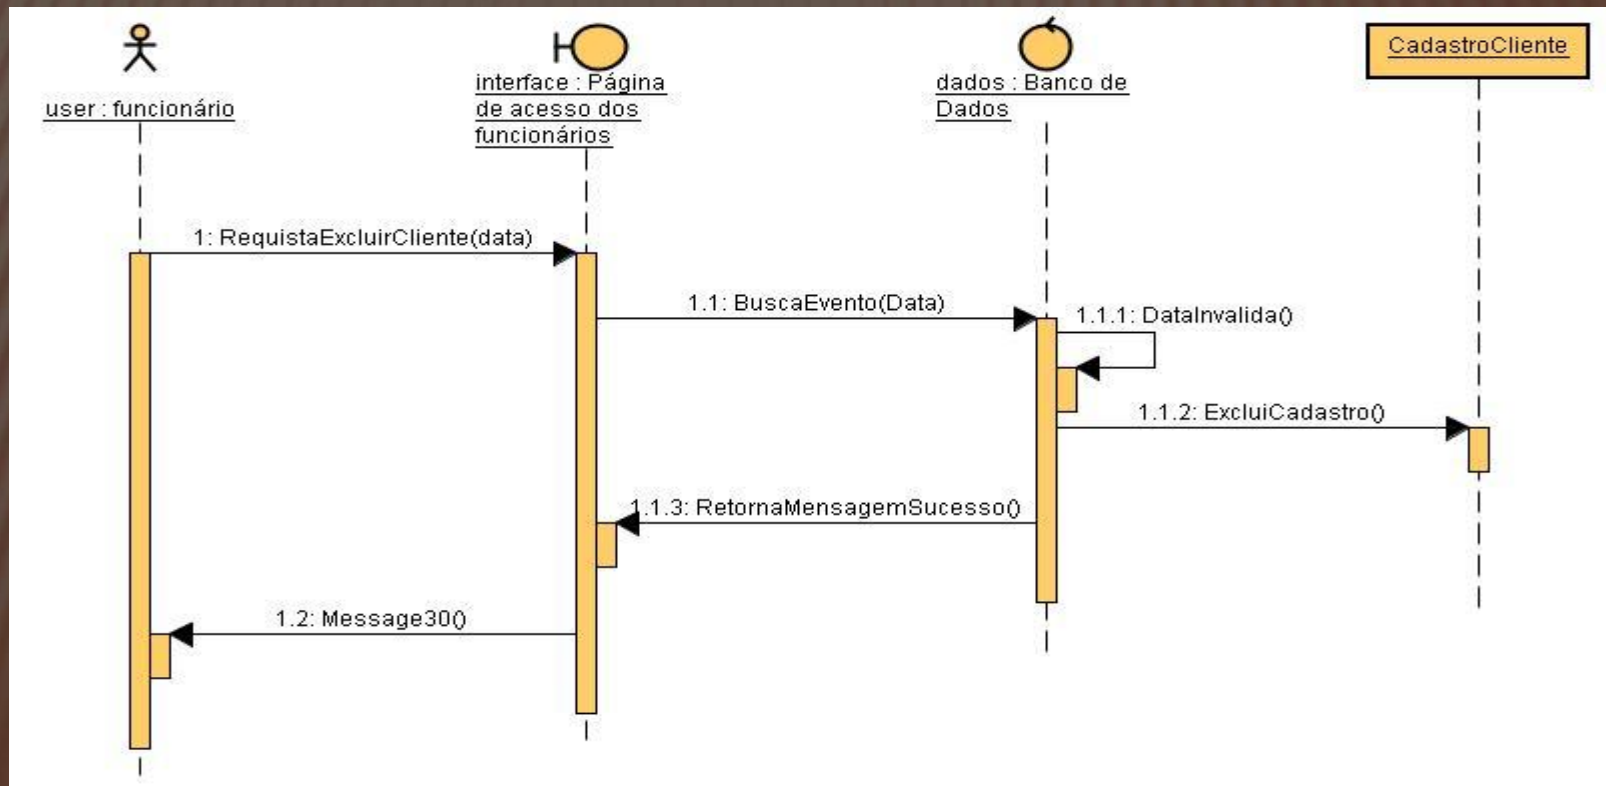 user : funcionário
interface : Página
de acesso dos
funcionários
dados : Banco de
Dados
CadastroCliente
1: RequistaExcluirCliente(data)
1.1: BuscaEvento(Data)
1.1.1: DataInvalida()
1.1.2: ExcluiCadastro()
1.1.3: RetornaMensagemSucesso()
1.2: Message30()